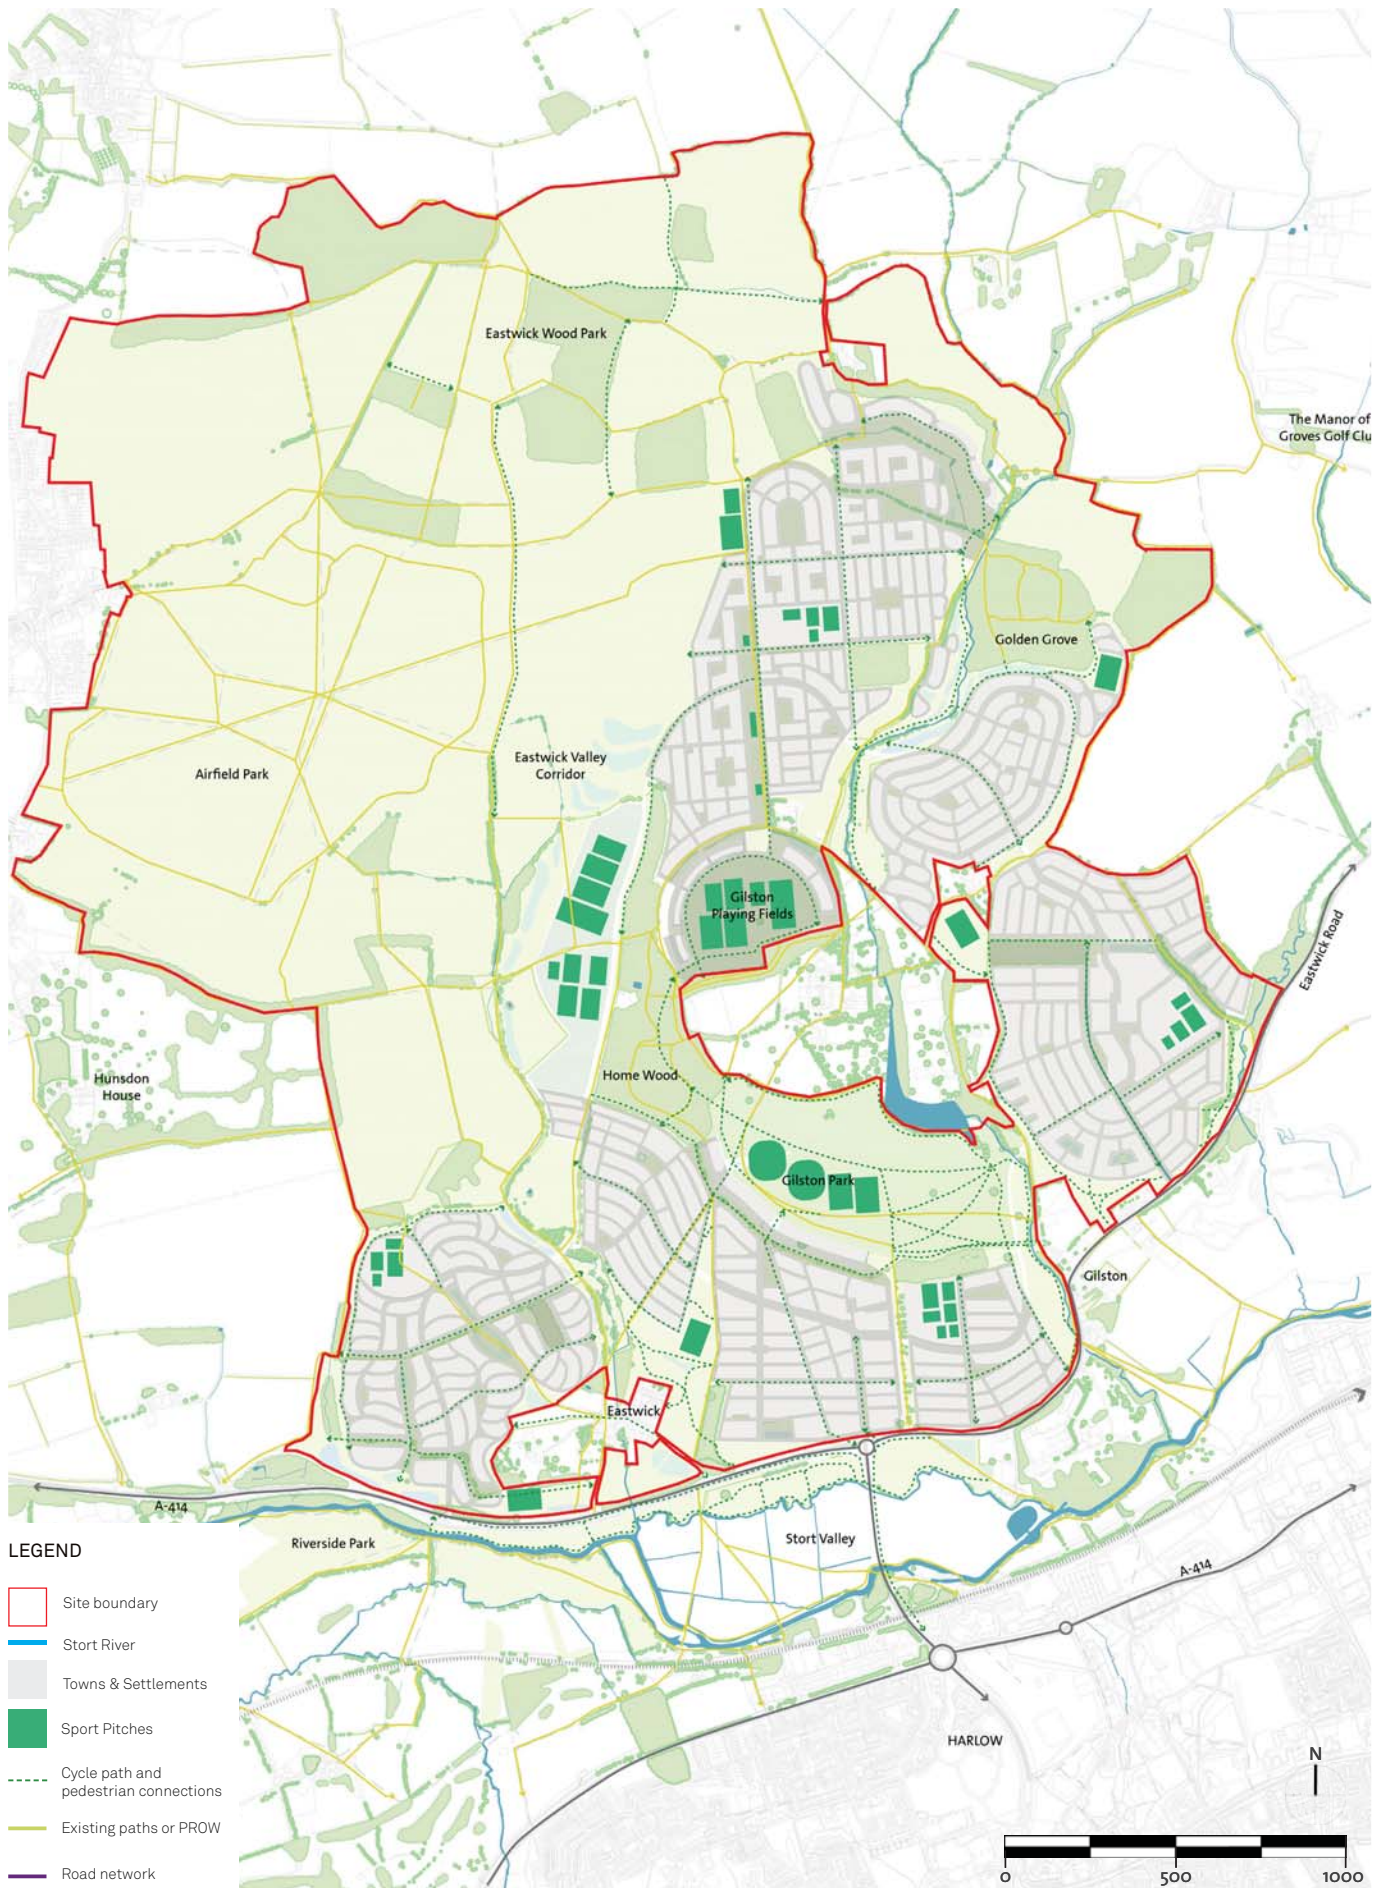 Eastwick Wood Park
The Manor of
Groves Golf Clu
Golden Grove
Eastwick Valley
Corridor
Airfield Park
Gilston
Playing Fields
Eastwick Road
Hunsdon
House
Home Wood
Gilston Park
Gilston
Eastwick
A-414
Riverside Park
Stort Valley
A-414
HARLOW
LEGEND
Site boundary
Stort River
Towns & Settlements
Sport Pitches
Cycle path and
pedestrian connections
Existing paths or PROW
Road network
N
0 500 1000